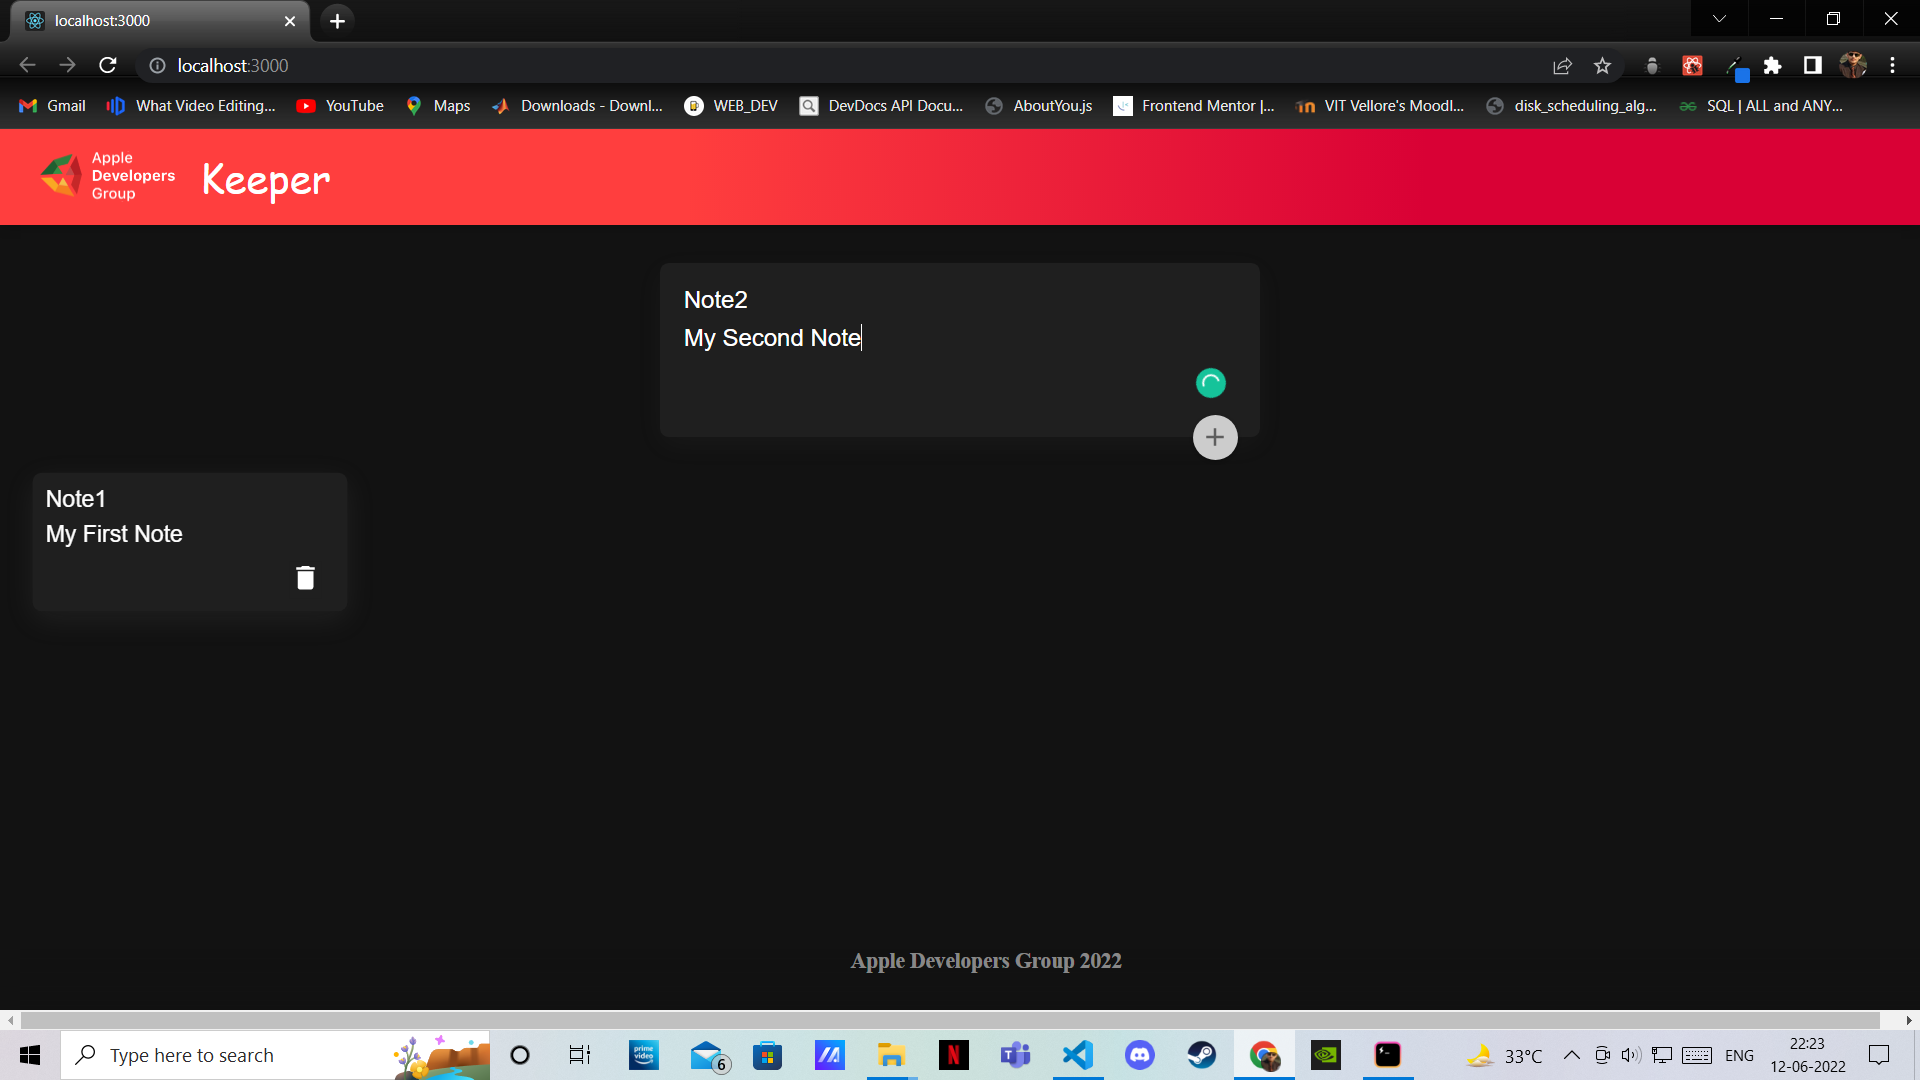 localhost:3000
localhost:3000
Gmail
What Video Editing...
YouTube
Maps
Downloads - Downl...
WEB_DEV
DevDocs API Docu...
AboutYou.js
Frontend Mentor |...
VIT Vellore's Moodl...
disk_scheduling_alg...
SQL | ALL and ANY...
Apple
Developers
Group
Keeper
Note2
My Second Note
Note1
My First Note
Apple Developers Group 2022
Type here to search
prime
video
6
33°C
ENG
22:23
12-06-2022